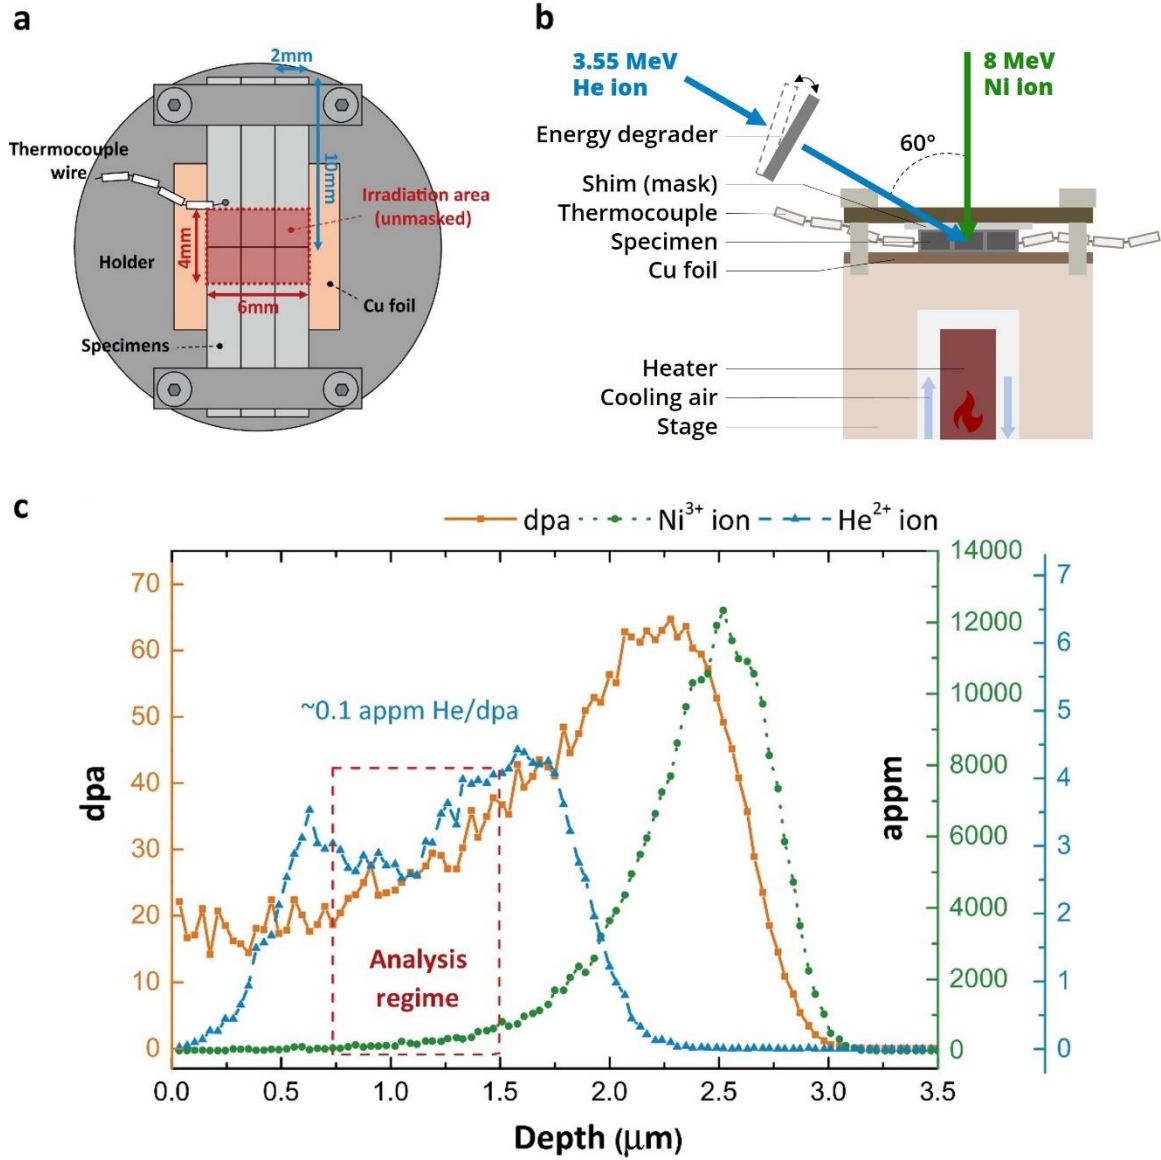 a
2mm
10mm
Thermocouple
wire
Irradiation area
(unmasked)
4mm
Holder
6mm
Cu foil
Specimens
b
3.55 MeV
He ion
8 MeV
Ni ion
Energy degrader
60°
Shim (mask)
Thermocouple
Specimen
Cu foil
Heater
Cooling air
Stage
c
dpa
Ni³⁺ ion
He²⁺ ion
~0.1 appm He/dpa
Analysis
regime
dpa
70
60
50
40
30
20
10
0
appm
14000
12000
10000
8000
6000
4000
2000
0
7
6
5
4
3
2
1
0
0.0 0.5 1.0 1.5 2.0 2.5 3.0 3.5
Depth (μm)